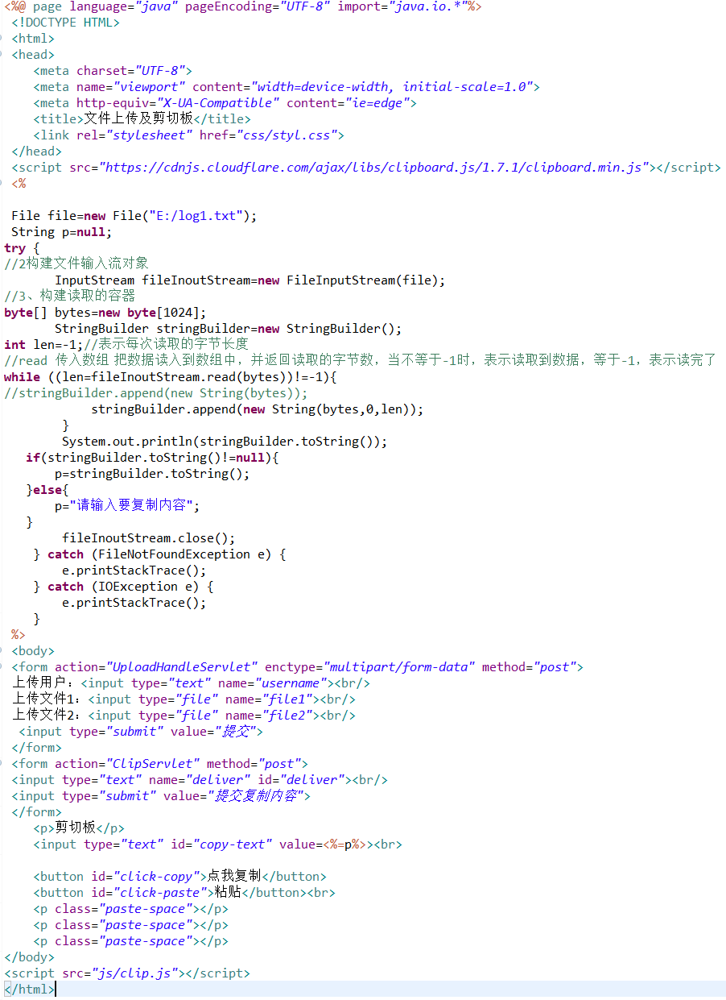 <%@ page language="java" pageEncoding="UTF-8" import="java.io.*"%>
<!DOCTYPE HTML>
<html>
<head>
<meta charset="UTF-8">
<meta name="viewport" content="width=device-width, initial-scale=1.0">
<meta http-equiv="X-UA-Compatible" content="ie=edge">
<title>文件上传及剪切板</title>
<link rel="stylesheet" href="css/styl.css">
</head>
<script src="https://cdnjs.cloudflare.com/ajax/libs/clipboard.js/1.7.1/clipboard.min.js"></script>
<%
File file=new File("E:/log1.txt");
String p=null;
try {
//2构建文件输入流对象
InputStream fileInoutStream=new FileInputStream(file);
//3、构建读取的容器
byte[] bytes=new byte[1024];
StringBuilder stringBuilder=new StringBuilder();
int len=-1;//表示每次读取的字节长度
//read 传入数组 把数据读入到数组中，并返回读取的字节数，当不等于-1时，表示读取到数据，等于-1，表示读完了
while ((len=fileInoutStream.read(bytes))!=-1){
//stringBuilder.append(new String(bytes));
stringBuilder.append(new String(bytes,0,len));
}
System.out.println(stringBuilder.toString());
if(stringBuilder.toString()!=null){
p=stringBuilder.toString();
}else{
p="请输入要复制内容";
}
fileInoutStream.close();
} catch (FileNotFoundException e) {
e.printStackTrace();
} catch (IOException e) {
e.printStackTrace();
}
%>
<body>
<form action="UploadHandleServlet" enctype="multipart/form-data" method="post">
上传用户：<input type="text" name="username"><br/>
上传文件1：<input type="file" name="file1"><br/>
上传文件2：<input type="file" name="file2"><br/>
<input type="submit" value="提交">
</form>
<form action="ClipServlet" method="post">
<input type="text" name="deliver" id="deliver"><br/>
<input type="submit" value="提交复制内容">
</form>
<p>剪切板</p>
<input type="text" id="copy-text" value=<%=p%>><br>
<button id="click-copy">点我复制</button>
<button id="click-paste">粘贴</button><br>
<p class="paste-space"></p>
<p class="paste-space"></p>
<p class="paste-space"></p>
</body>
<script src="js/clip.js"></script>
</html>